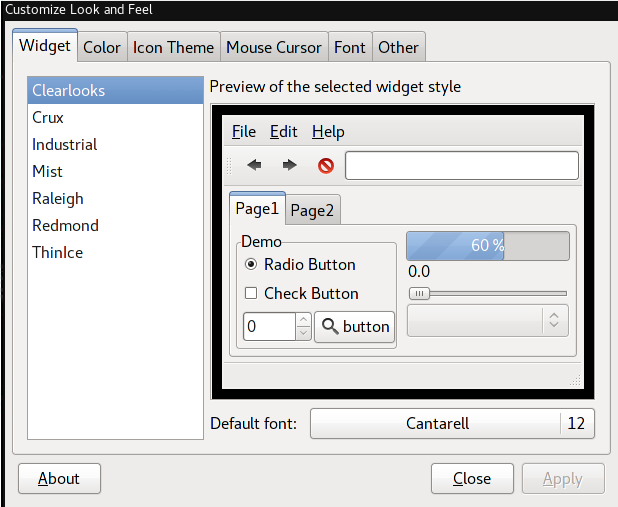 Customize Look and Feel
Widget Color Icon Theme Mouse Cursor Font Other
Clearlooks
Crux
Industrial
Mist
Raleigh
Redmond
ThinIce
Preview of the selected widget style
File Edit Help
Page1 Page2
Demo
Radio Button
Check Button
0 button
60 %
0.0
Default font: Cantarell 12
About Close Apply